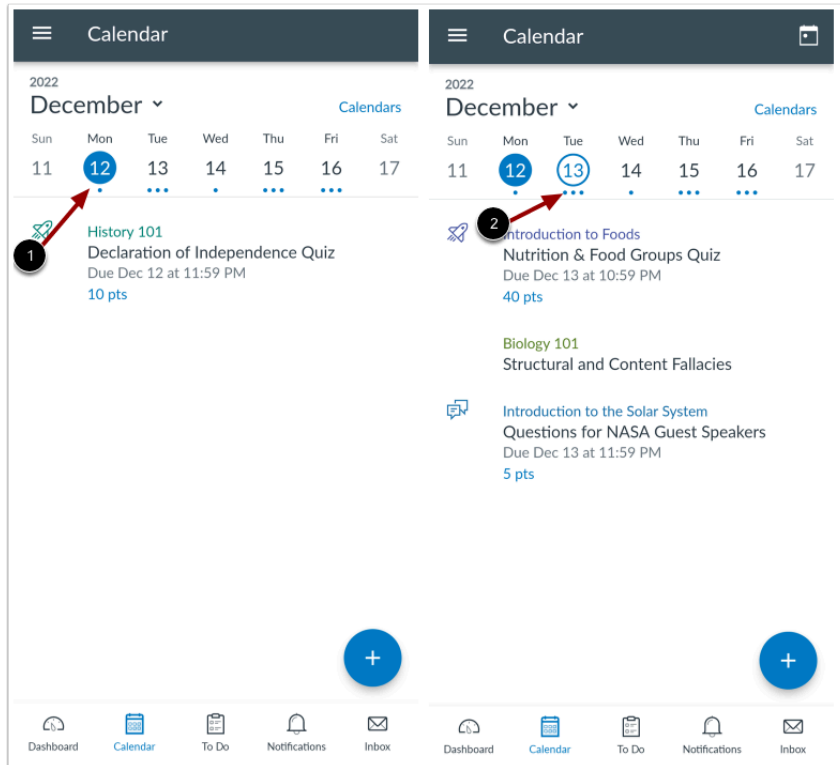 Calendar
2022
December
Calendars
Sun Mon Tue Wed Thu Fri Sat
11 12 13 14 15 16 17
1
History 101
Declaration of Independence Quiz
Due Dec 12 at 11:59 PM
10 pts
+
Dashboard Calendar To Do Notifications Inbox
Calendar
2022
December
Calendars
Sun Mon Tue Wed Thu Fri Sat
11 12 13 14 15 16 17
2
Introduction to Foods
Nutrition & Food Groups Quiz
Due Dec 13 at 10:59 PM
40 pts
Biology 101
Structural and Content Fallacies
Introduction to the Solar System
Questions for NASA Guest Speakers
Due Dec 13 at 11:59 PM
5 pts
+
Dashboard Calendar To Do Notifications Inbox